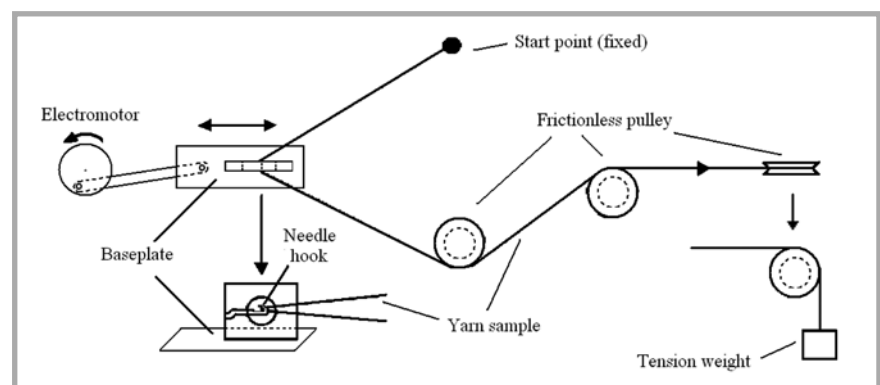 Start point (fixed)
Electromotor
Frictionless pulley
Needle
hook
Baseplate
Yarn sample
Tension weight